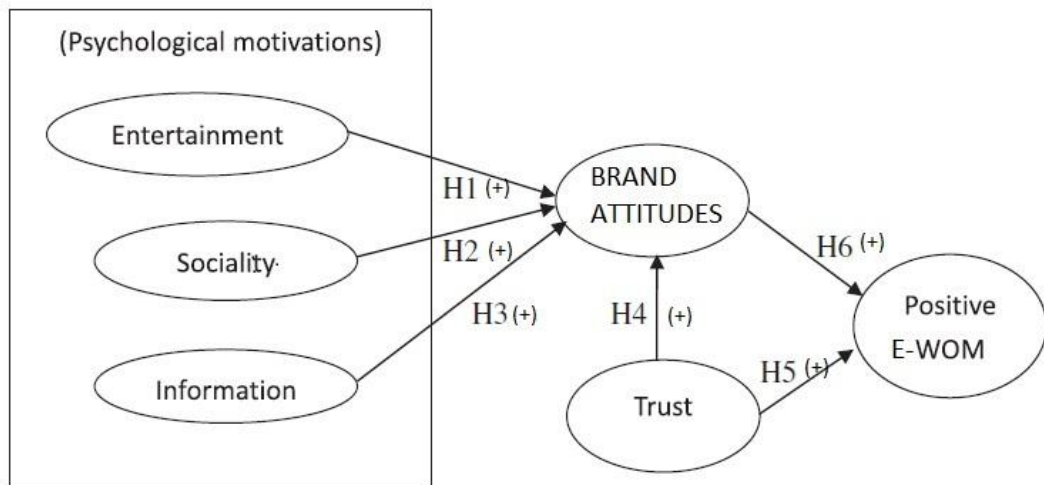 (Psychological motivations)
Entertainment
H1 (+)
BRAND
ATTITUDES
Sociality.
H2 (+)
H6 (+)
H3 (+)
H4 (+)
Positive
E-WOM
Information
Trust
H5 (+)